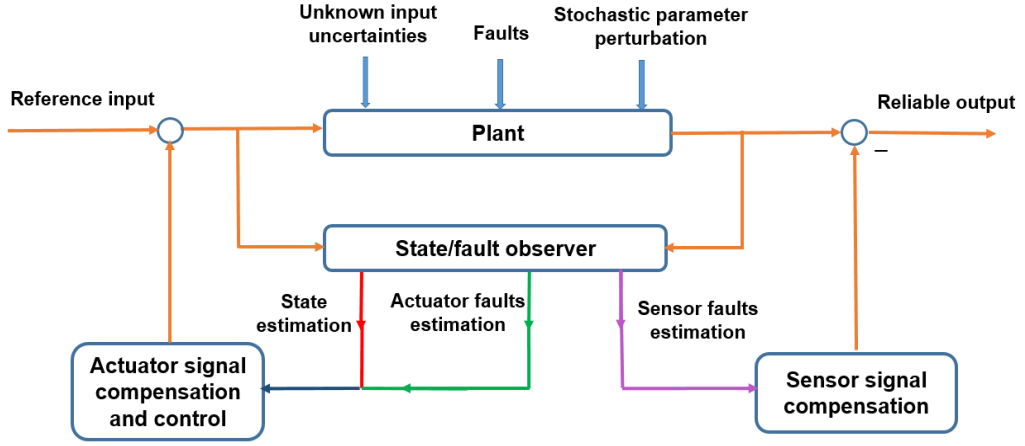 Unknown input
uncertainties
Faults
Stochastic parameter
perturbation
Reference input
Plant
Reliable output
–
State/fault observer
State
estimation
Actuator faults
estimation
Sensor faults
estimation
Actuator signal
compensation
and control
Sensor signal
compensation